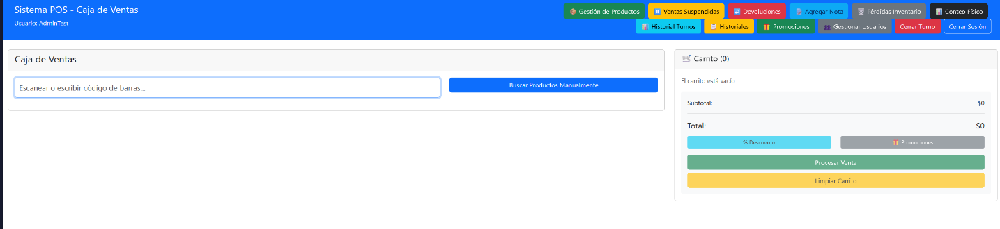 Sistema POS - Caja de Ventas
Usuario: AdminTest
Gestión de Productos
Ventas Suspendidas
Devoluciones
Agregar Nota
Pérdidas Inventario
Conteo Físico
Historial Turnos
Historiales
Promociones
Gestionar Usuarios
Cerrar Turno
Cerrar Sesión
Caja de Ventas
Escanear o escribir código de barras...
Buscar Productos Manualmente
Carrito (0)
El carrito está vacío
Subtotal: $0
Total: $0
% Descuento
Promociones
Procesar Venta
Limpiar Carrito